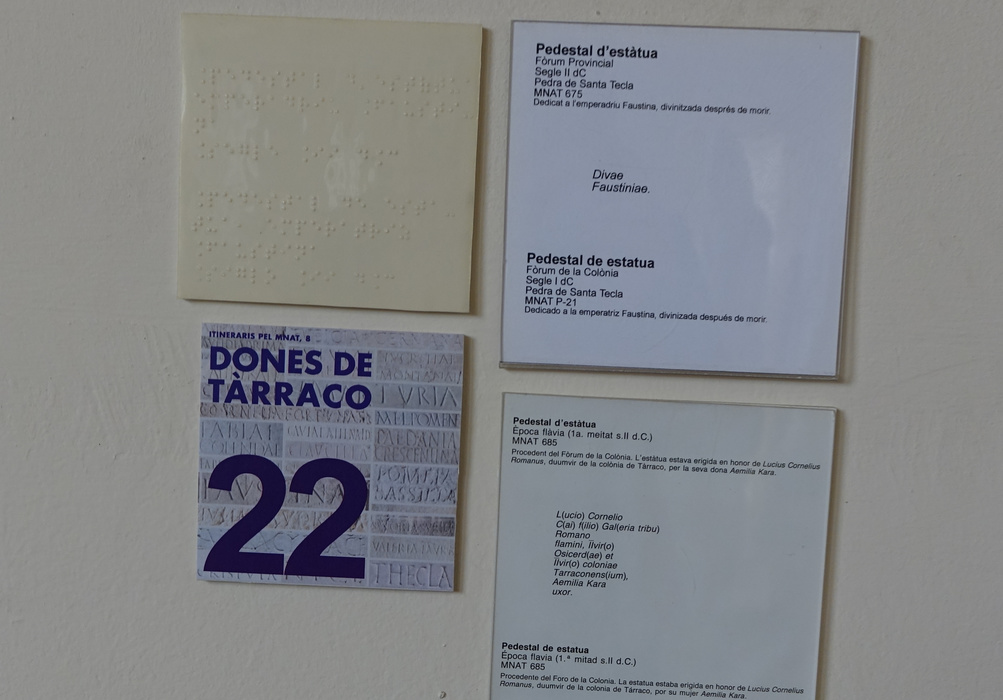 Pedestal d'estàtua
Fòrum Provincial
Segle II dC
Pedra de Santa Tecla
MNAT 675
Dedicat a l'emperadriu Faustina, divinitzada després de morir.
Divae
Faustiniae.
Pedestal de estatua
Fòrum de la Colònia
Segle I dC
Pedra de Santa Tecla
MNAT P-21
Dedicado a la emperatriz Faustina, divinizada después de morir.
ITINERARIS PEL MNAT, 8
DONES DE
TÀRRACO
22
THECLA
Pedestal d'estàtua
Època flàvia (1a. meitat s.II d.C.)
MNAT 685
Procedent del Fòrum de la Colònia. L'estàtua estava erigida en honor de Lucius Cornelius
Romanus, duumvir de la colònia de Tàrraco, per la seva dona Aemilia Kara.
L(ucio) Cornelio
C(ai) f(ilio) Gal(eria tribu)
Romano
flamini, IIvir(o)
Osicerd(ae) et
IIvir(o) coloniae
Tarraconens(ium),
Aemilia Kara
uxor.
Pedestal de estatua
Época flavia (1.ª mitad s.II d.C.)
MNAT 685
Procedente del Foro de la Colonia. La estatua estaba erigida en honor de Lucius Cornelius
Romanus, duumvir de la colonia de Tàrraco, por su mujer Aemilia Kara.